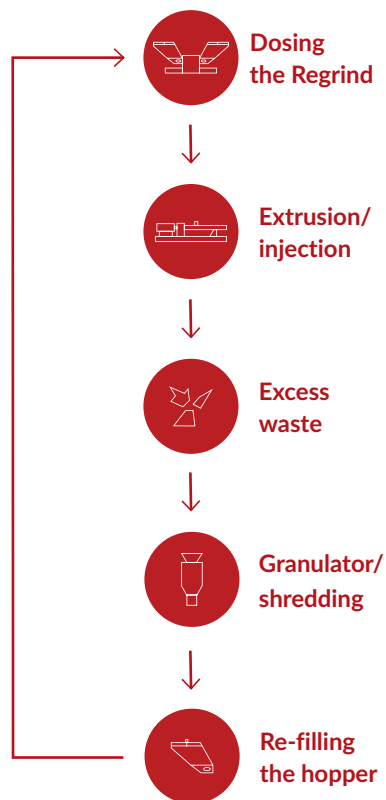 Dosing
the Regrind
Extrusion/
injection
Excess
waste
Granulator/
shredding
Re-filling
the hopper